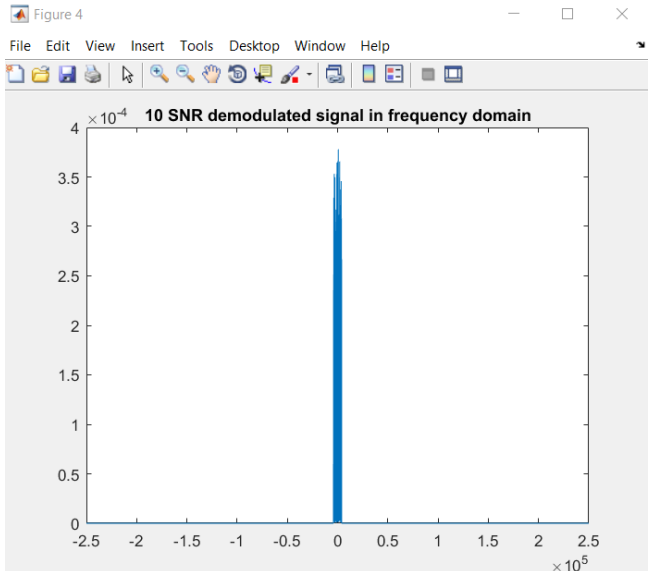 Figure 4
File Edit View Insert Tools Desktop Window Help
×10⁻⁴ 10 SNR demodulated signal in frequency domain
4
3.5
3
2.5
2
1.5
1
0.5
0
-2.5 -2 -1.5 -1 -0.5 0 0.5 1 1.5 2 2.5
×10⁵